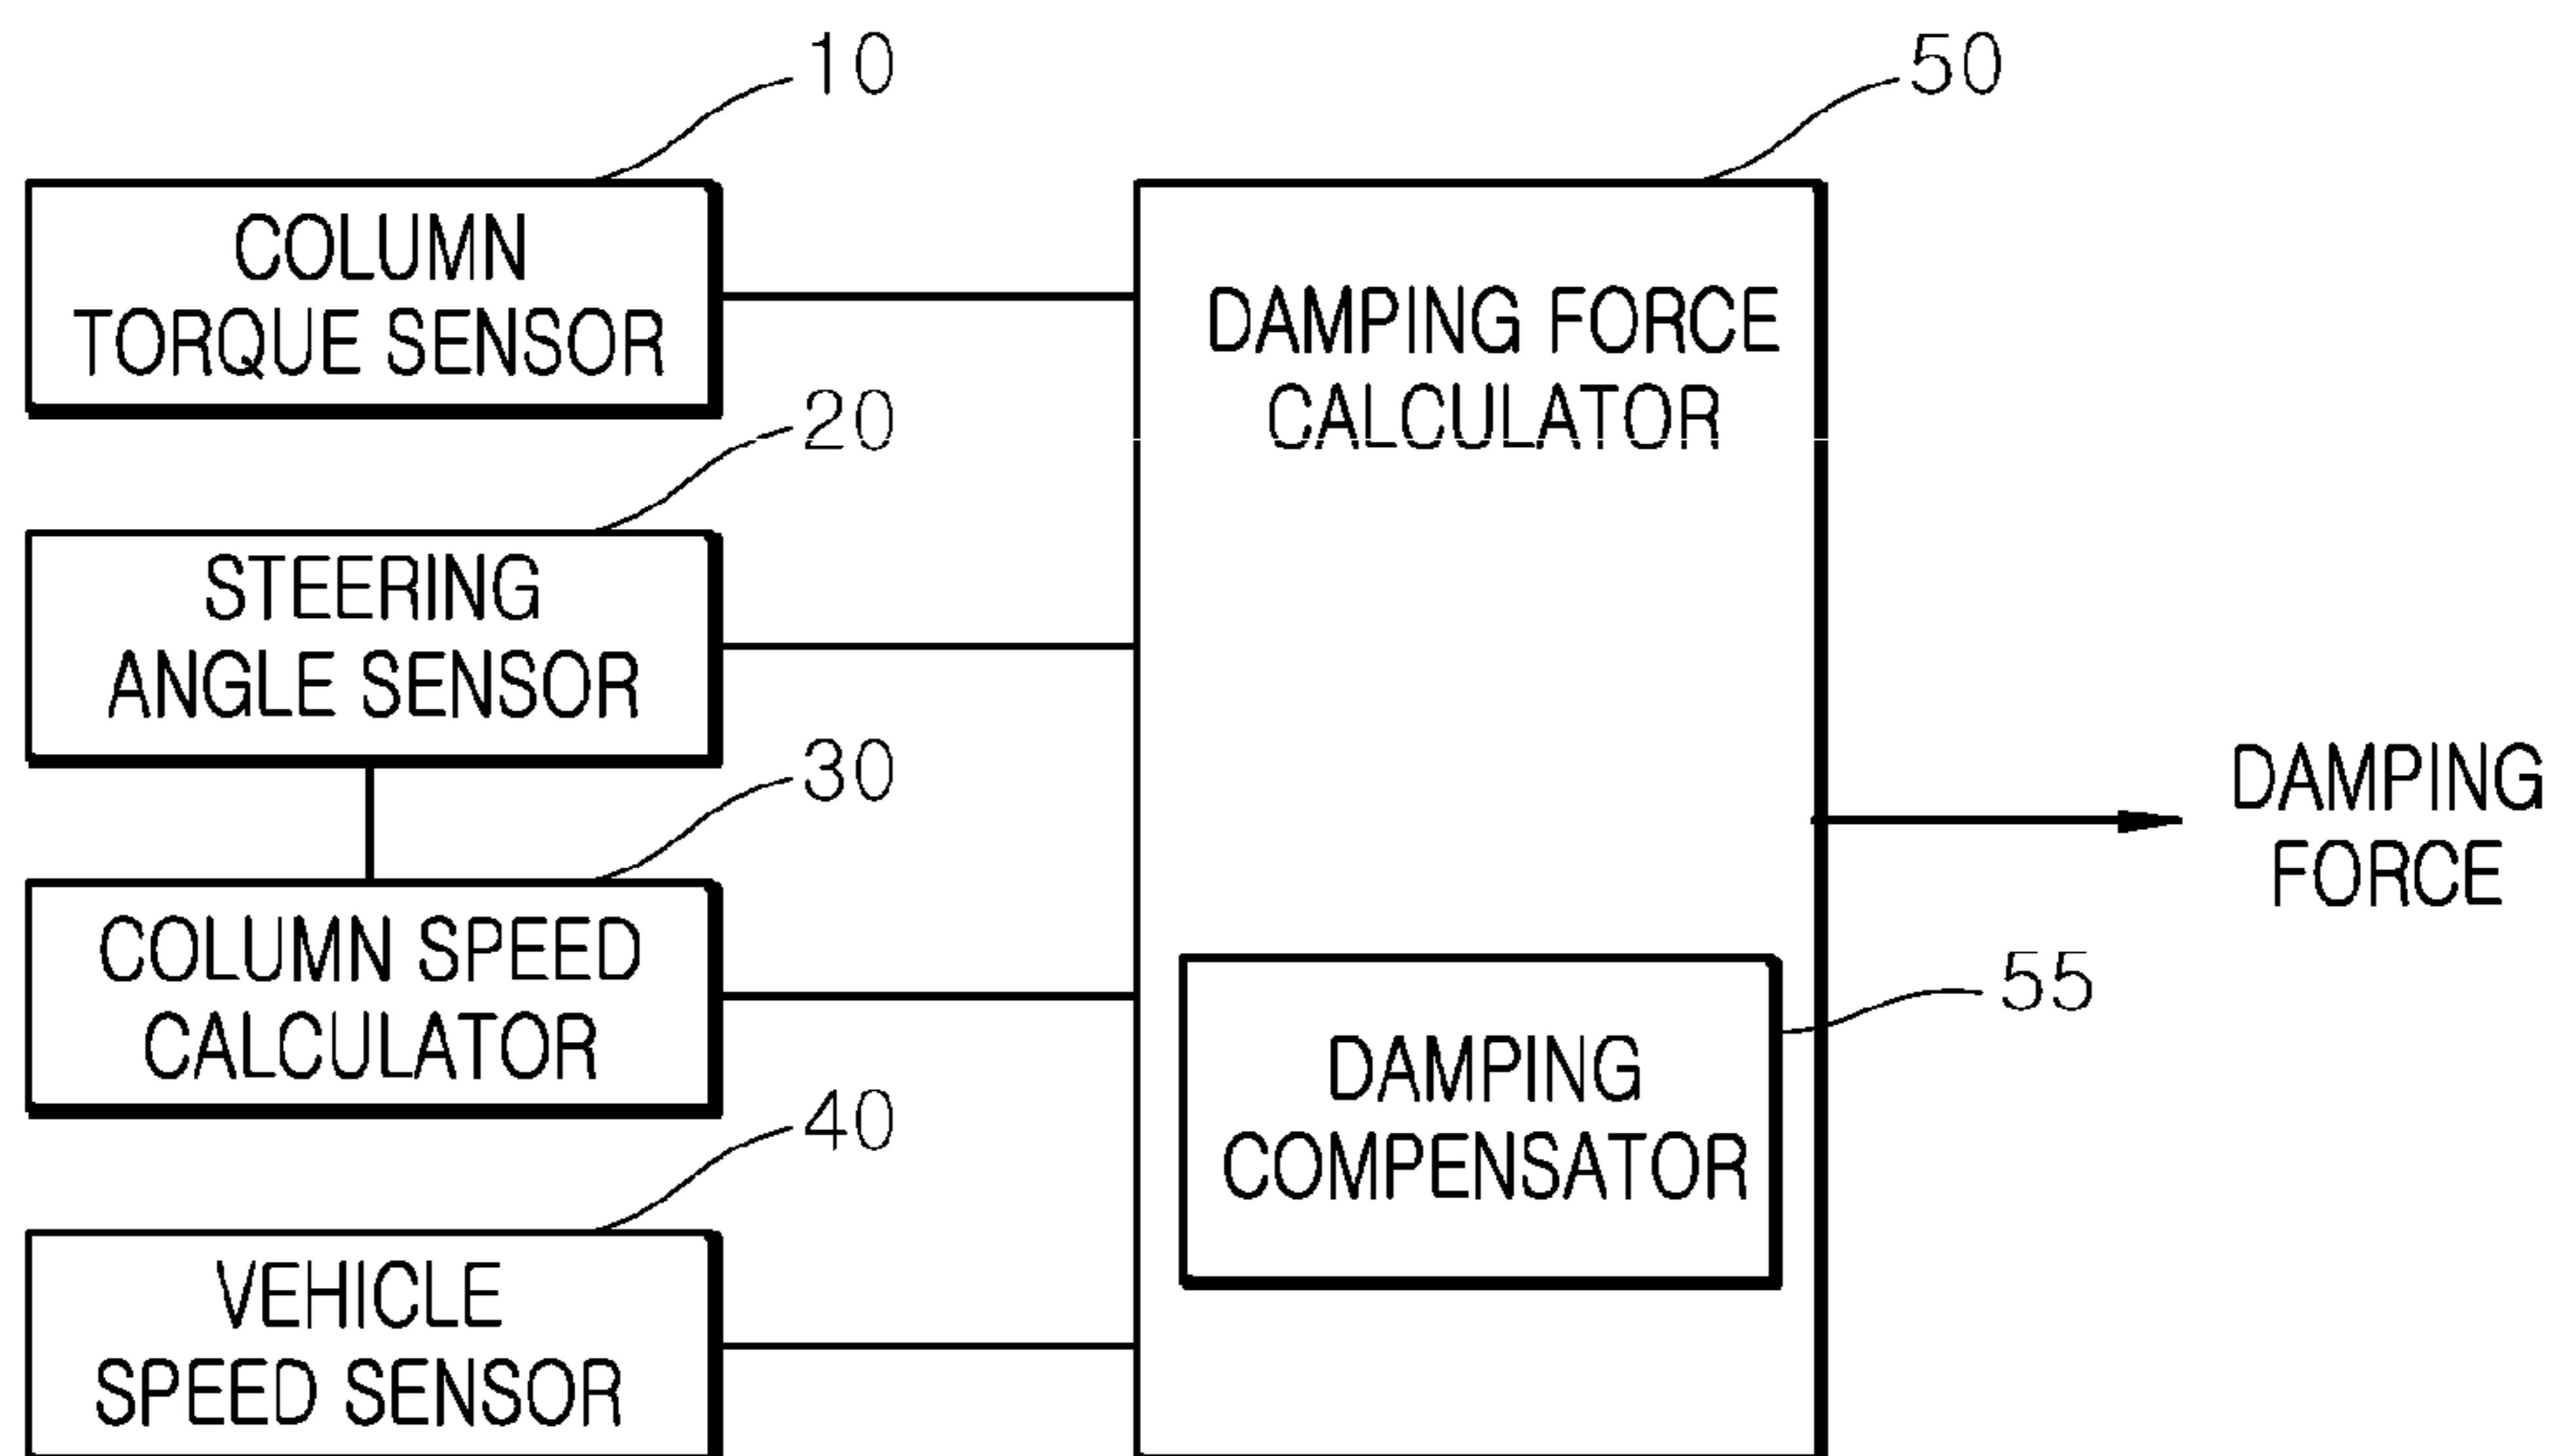 10
50
COLUMN
TORQUE SENSOR
DAMPING FORCE
CALCULATOR
20
STEERING
ANGLE SENSOR
30
DAMPING
FORCE
COLUMN SPEED
CALCULATOR
55
DAMPING
COMPENSATOR
40
VEHICLE
SPEED SENSOR